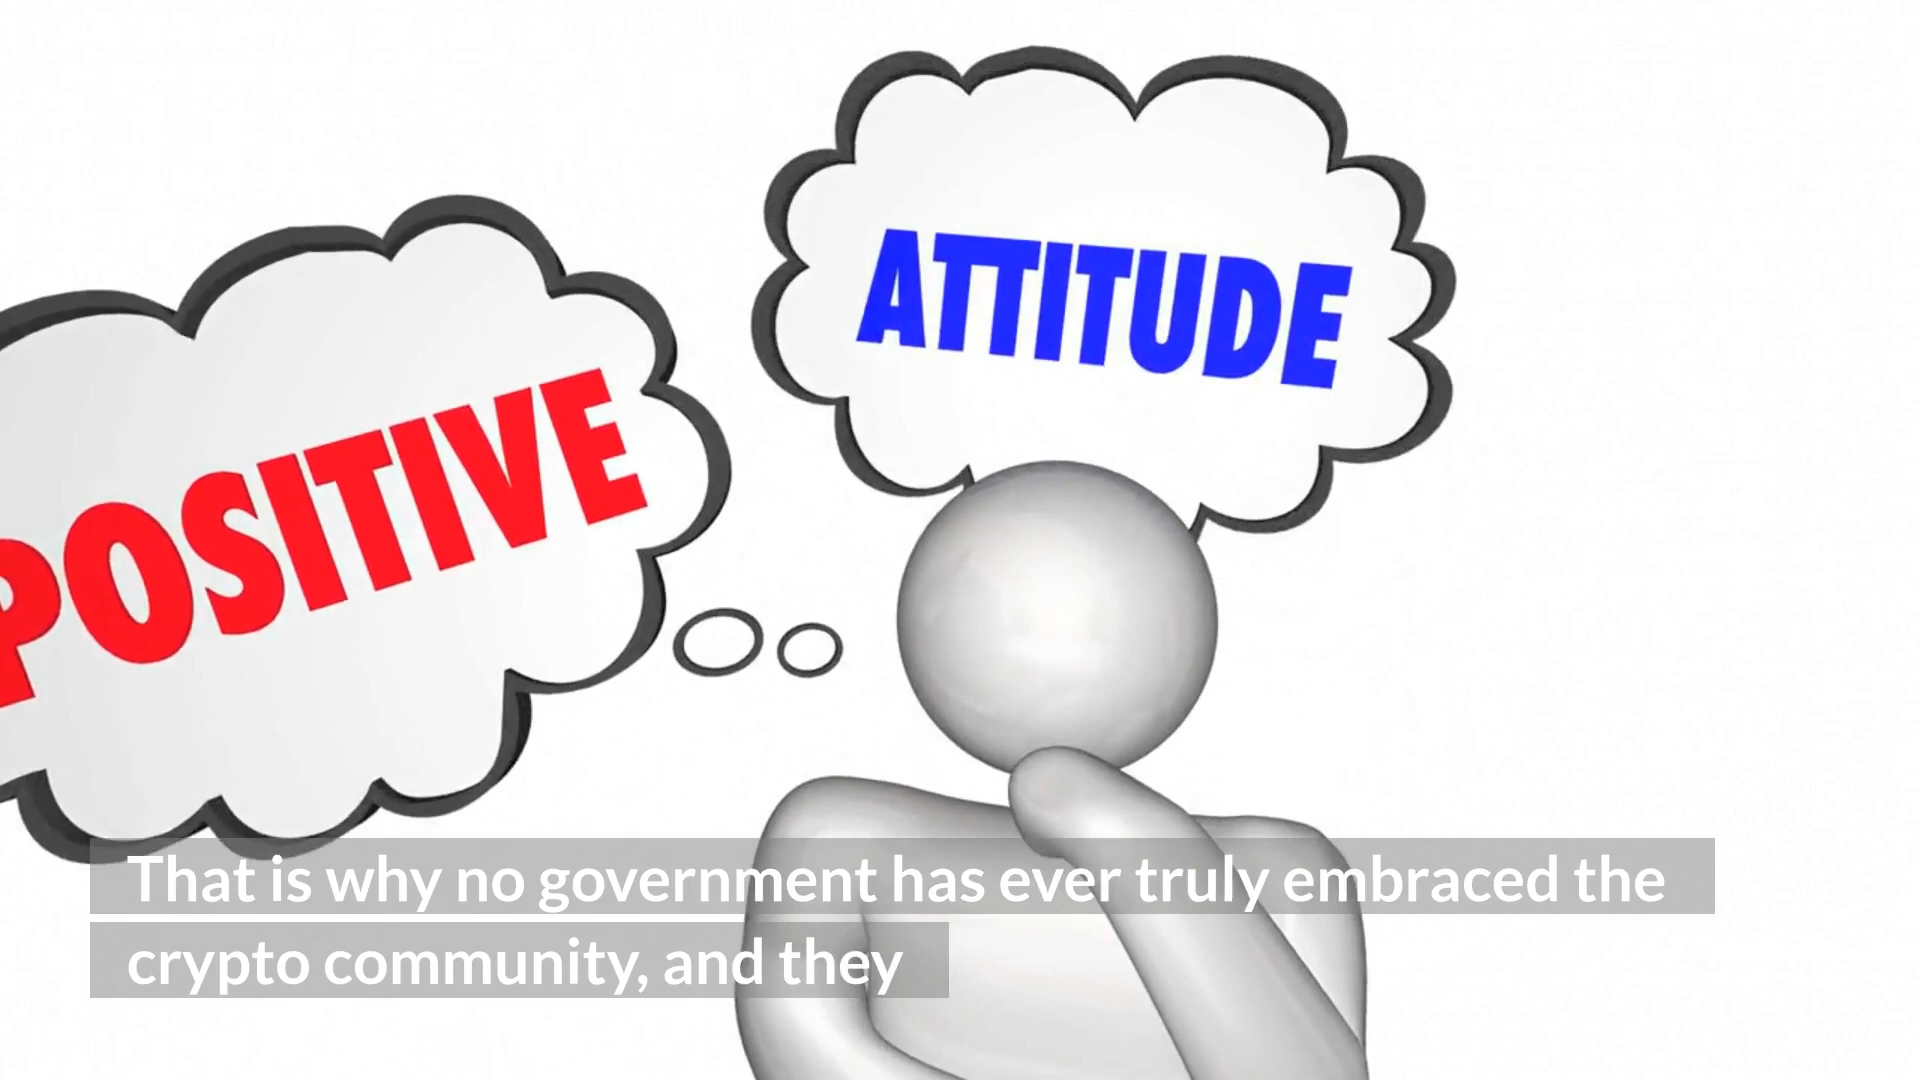 ATTITUDE
POSITIVE
That is why no government has ever truly embraced the
crypto community, and they